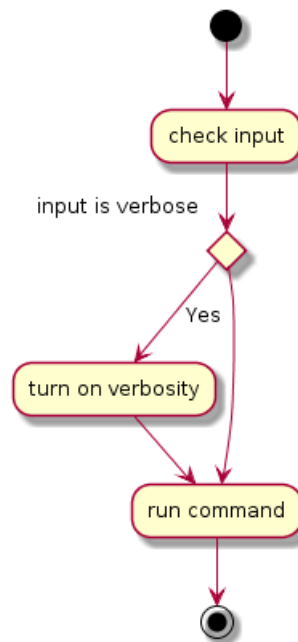 check input
input is verbose
Yes
turn on verbosity
run command